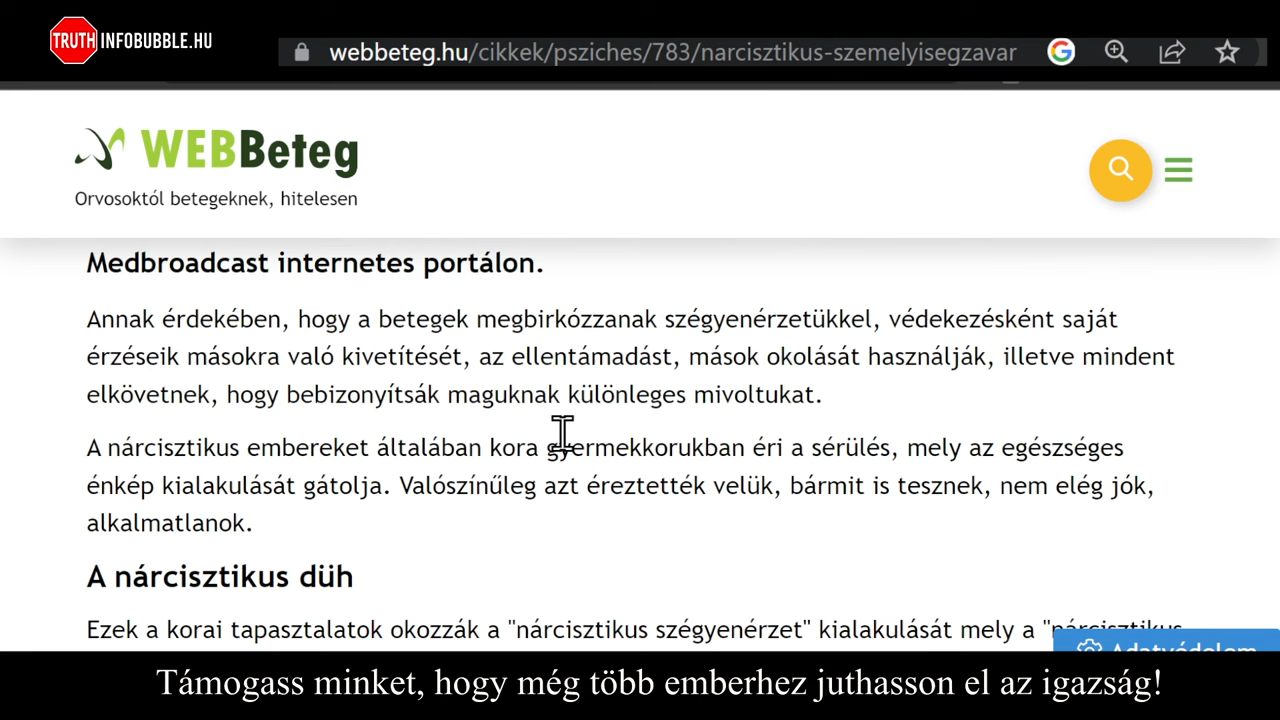 TRUTH INFOBUBBLE.HU
webbeteg.hu/cikkek/psziches/783/narcisztikus-szemelyisegzavar
WEBBeteg
Orvosoktól betegeknek, hitelesen
Medbroadcast internetes portálon.
Annak érdekében, hogy a betegek megbirkózzanak szégyenérzetükkel, védekezésként saját
érzéseik másokra való kivetítését, az ellentámadást, mások okolását használják, illetve mindent
elkövetnek, hogy bebizonyítsák maguknak különleges mivoltukat.
A nárcisztikus embereket általában kora gyermekkorukban éri a sérülés, mely az egészséges
énkép kialakulását gátolja. Valószínűleg azt éreztették velük, bármit is tesznek, nem elég jók,
alkalmatlanok.
A nárcisztikus düh
Ezek a korai tapasztalatok okozzák a "nárcisztikus szégyenérzet" kialakulását mely a "nárcisztikus
Adatvédelem
Támogass minket, hogy még több emberhez juthasson el az igazság!